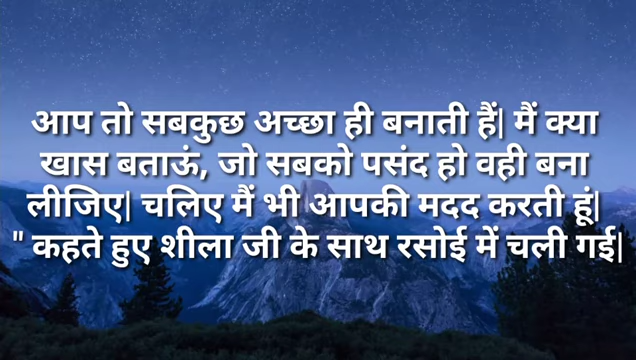 आप तो सबकुछ अच्छा ही बनाती हैं| मैं क्या
खास बताऊं, जो सबको पसंद हो वही बना
लीजिए| चलिए मैं भी आपकी मदद करती हूं|
" कहते हुए शीला जी के साथ रसोई में चली गई|